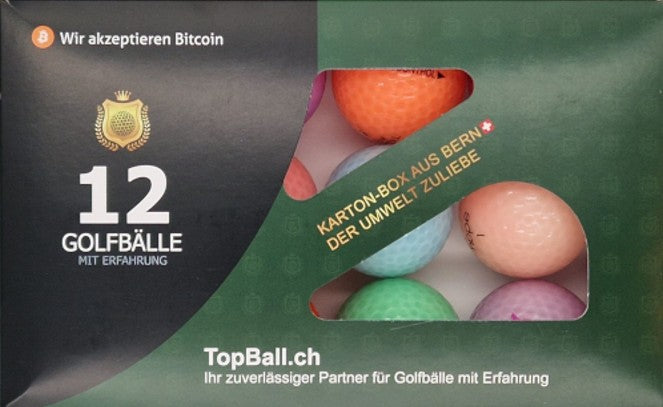 Wir akzeptieren Bitcoin
12
GOLFBÄLLE
MIT ERFAHRUNG
CONTROL
KARTON-BOX AUS BERN
DER UMWELT ZULIEBE
TopBall.ch
Ihr zuverlässiger Partner für Golfbälle mit Erfahrung